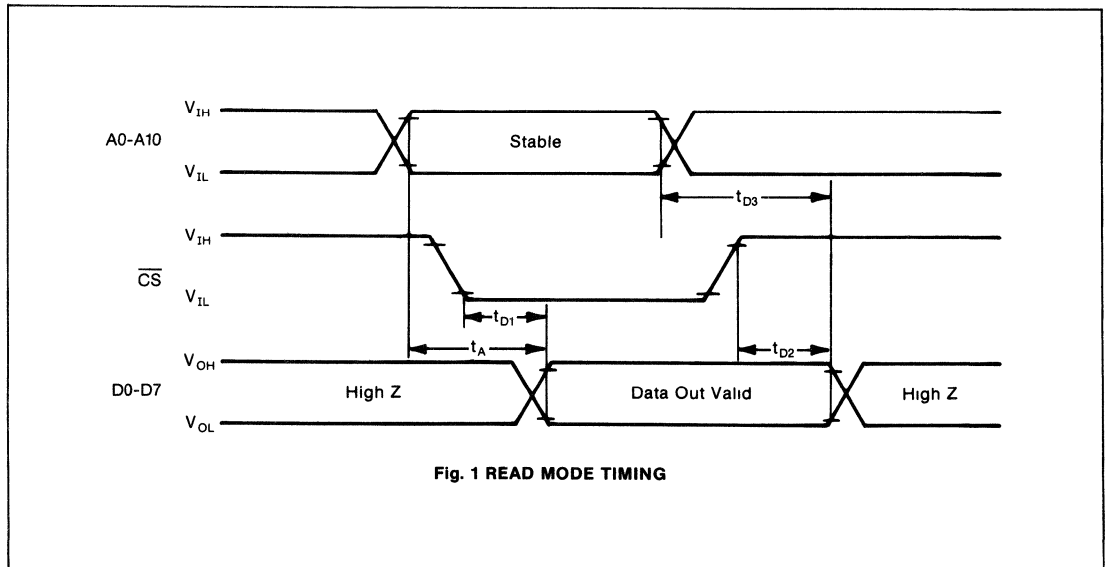 V_IH
A0-A10
Stable
V_IL
t_D3
V_IH
CS
V_IL
t_D1
t_A
t_D2
V_OH
D0-D7
High Z
Data Out Valid
High Z
V_OL
Fig. 1 READ MODE TIMING